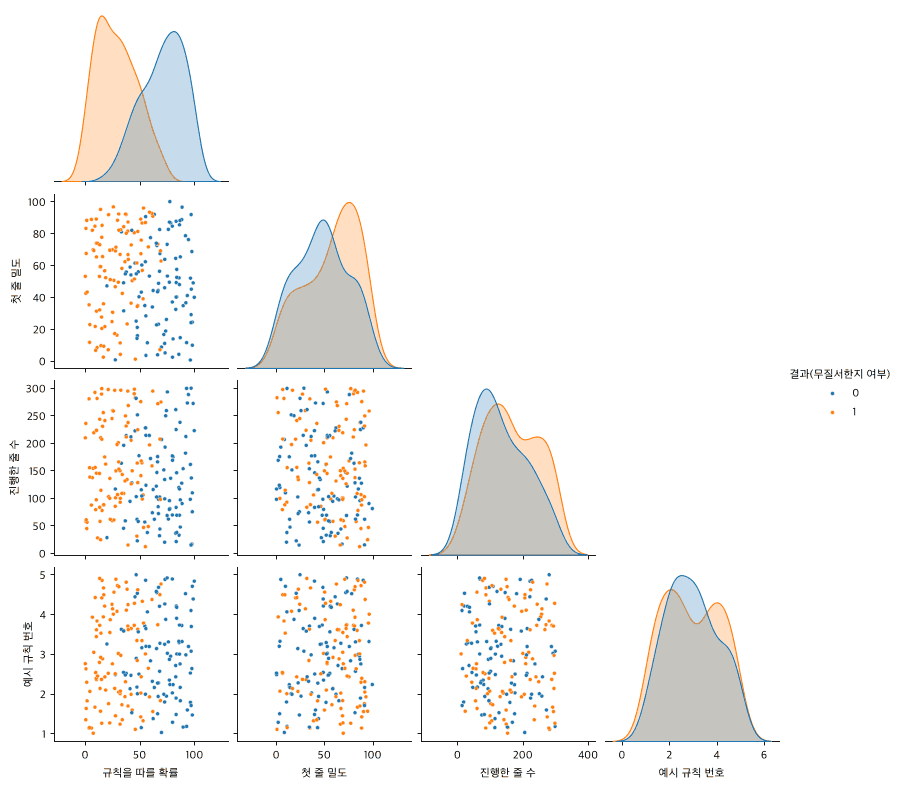 100
80
60
40
20
0
첫 줄 밀도
300
250
200
150
100
50
0
진행한 줄 수
결과(무질서한지 여부)
0
1
5
4
3
2
1
예시 규칙 번호
0 50 100
0 50 100
0 200 400
0 2 4 6
규칙을 따를 확률
첫 줄 밀도
진행한 줄 수
예시 규칙 번호